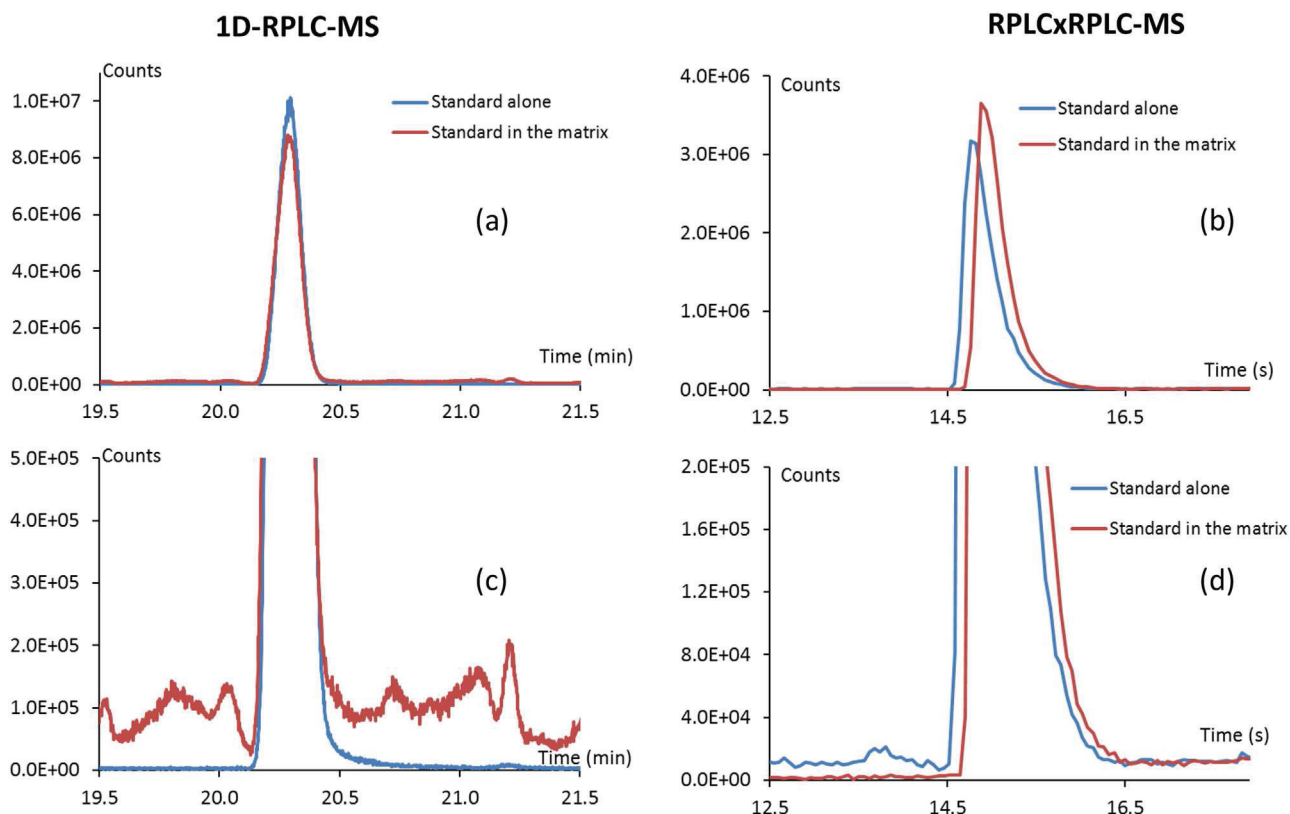 1D-RPLC-MS
RPLCxRPLC-MS
Counts
1.0E+07
8.0E+06
6.0E+06
4.0E+06
2.0E+06
0.0E+00
Standard alone
Standard in the matrix
(a)
Time (min)
19.5 20.0 20.5 21.0 21.5
4.0E+06
3.0E+06
2.0E+06
1.0E+06
0.0E+00
Counts
Standard alone
Standard in the matrix
(b)
Time (s)
12.5 14.5 16.5
5.0E+05
4.0E+05
3.0E+05
2.0E+05
1.0E+05
0.0E+00
Counts
(c)
Time (min)
19.5 20.0 20.5 21.0 21.5
2.0E+05
1.6E+05
1.2E+05
8.0E+04
4.0E+04
0.0E+00
Counts
Standard alone
Standard in the matrix
(d)
Time (s)
12.5 14.5 16.5